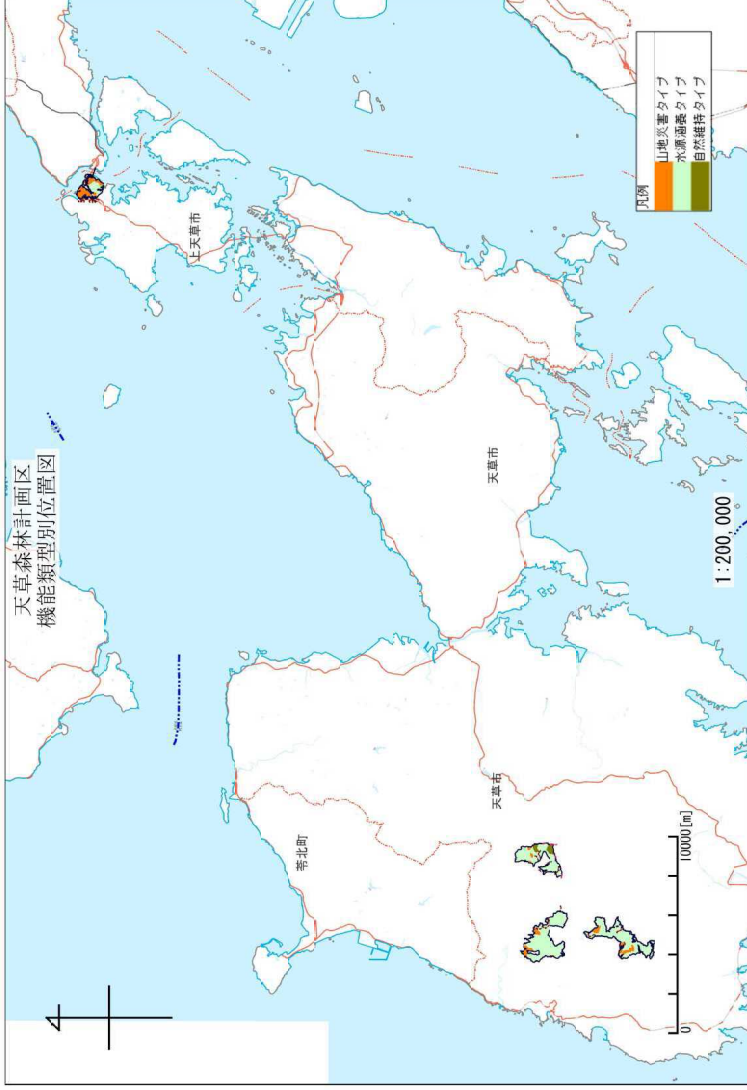 天草森林計画区
機能類型別位置図
上天草市
天草市
苓北町
天草市
凡例
山地災害タイプ
水源涵養タイプ
自然維持タイプ
1:200,000
0
10000[m]